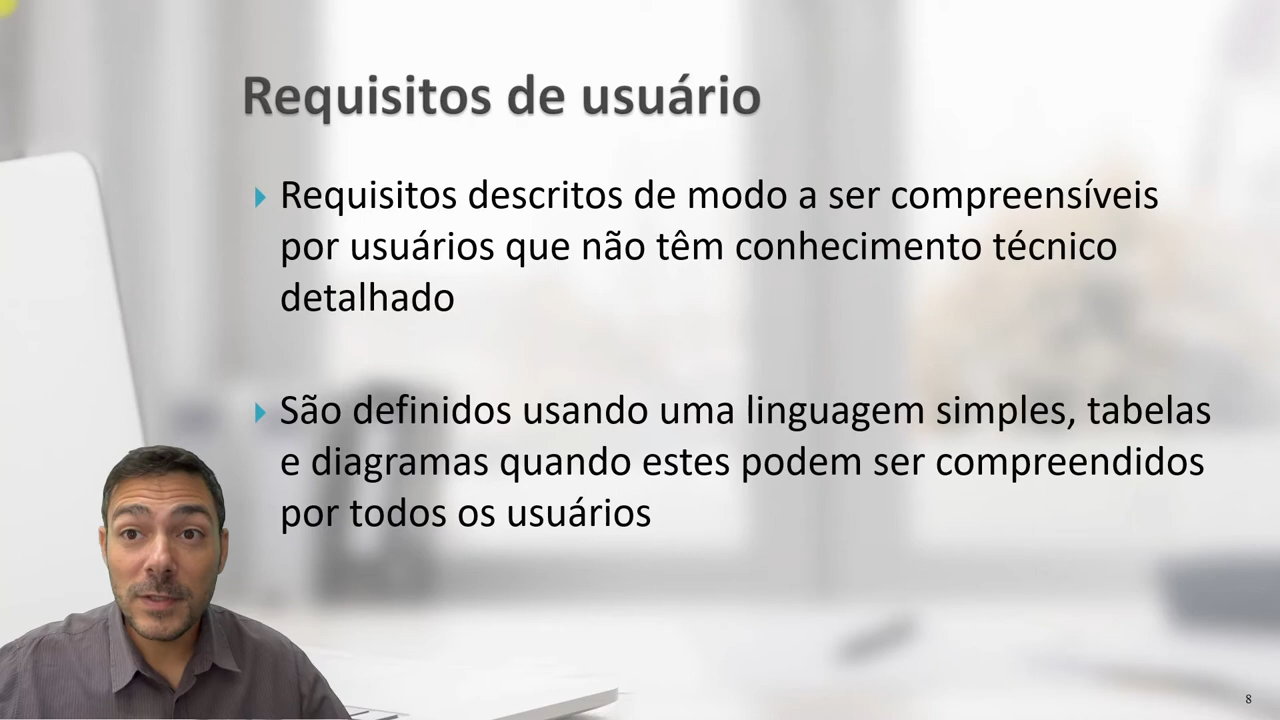 Requisitos de usuário
Requisitos descritos de modo a ser compreensíveis
por usuários que não têm conhecimento técnico
detalhado
São definidos usando uma linguagem simples, tabelas
e diagramas quando estes podem ser compreendidos
por todos os usuários
8